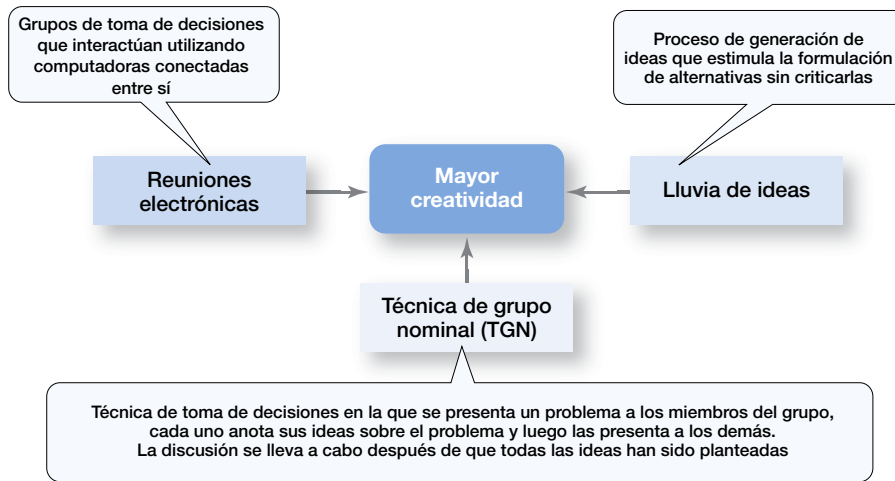 Grupos de toma de decisiones
que interactúan utilizando
computadoras conectadas
entre sí
Proceso de generación de
ideas que estimula la formulación
de alternativas sin criticarlas
Reuniones
electrónicas
Mayor
creatividad
Lluvia de ideas
Técnica de grupo
nominal (TGN)
Técnica de toma de decisiones en la que se presenta un problema a los miembros del grupo,
cada uno anota sus ideas sobre el problema y luego las presenta a los demás.
La discusión se lleva a cabo después de que todas las ideas han sido planteadas